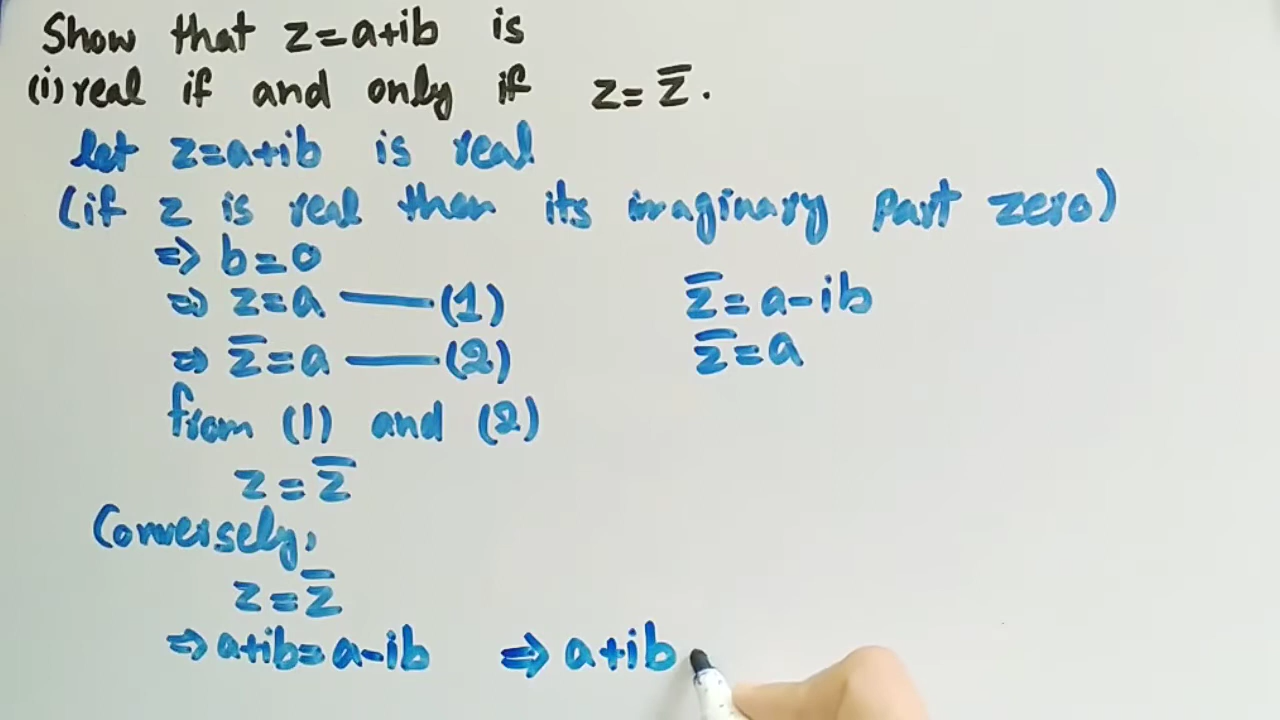 Show that z=a+ib is
(i) real if and only if z=z̅.
let z=a+ib is real
(if z is real then its imaginary Part zero)
⇒ b=0
⇒ z=a —— (1)
⇒ z̅=a —— (2)
z̅=a-ib
z̅=a
from (1) and (2)
z=z̅
Conversely,
z=z̅
⇒ a+ib=a-ib ⇒ a+ib